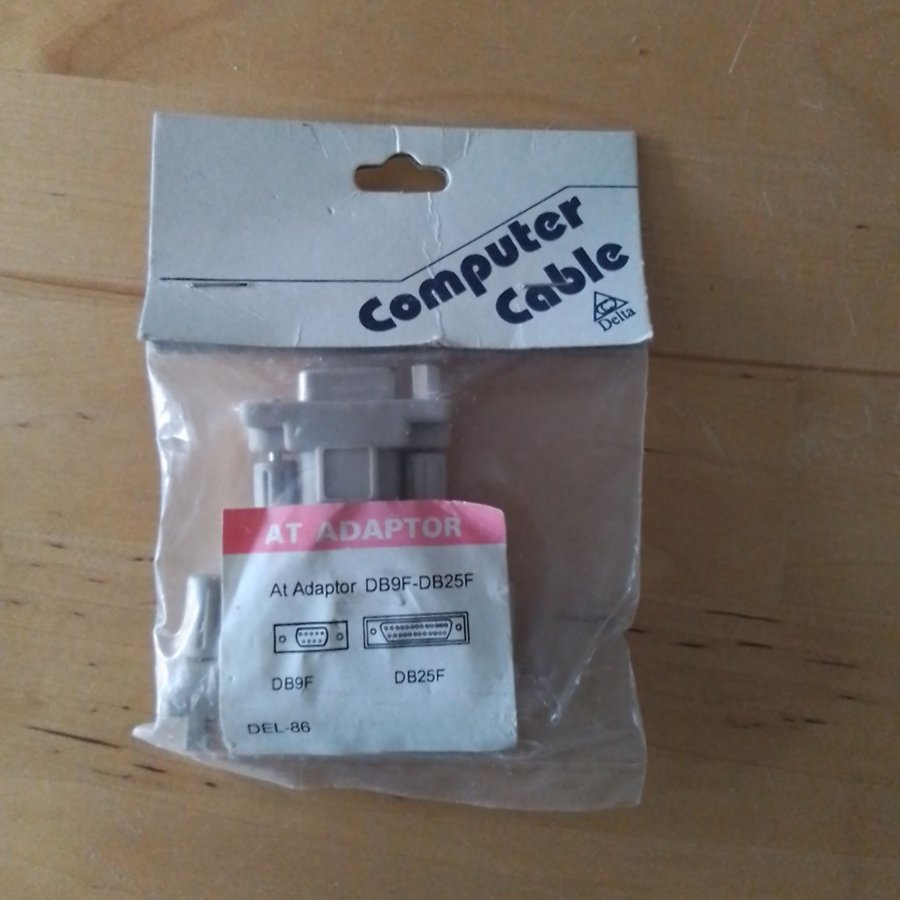 Computer
Cable
Delta
AT ADAPTOR
At Adaptor DB9F-DB25F
DB9F
DB25F
DEL-86